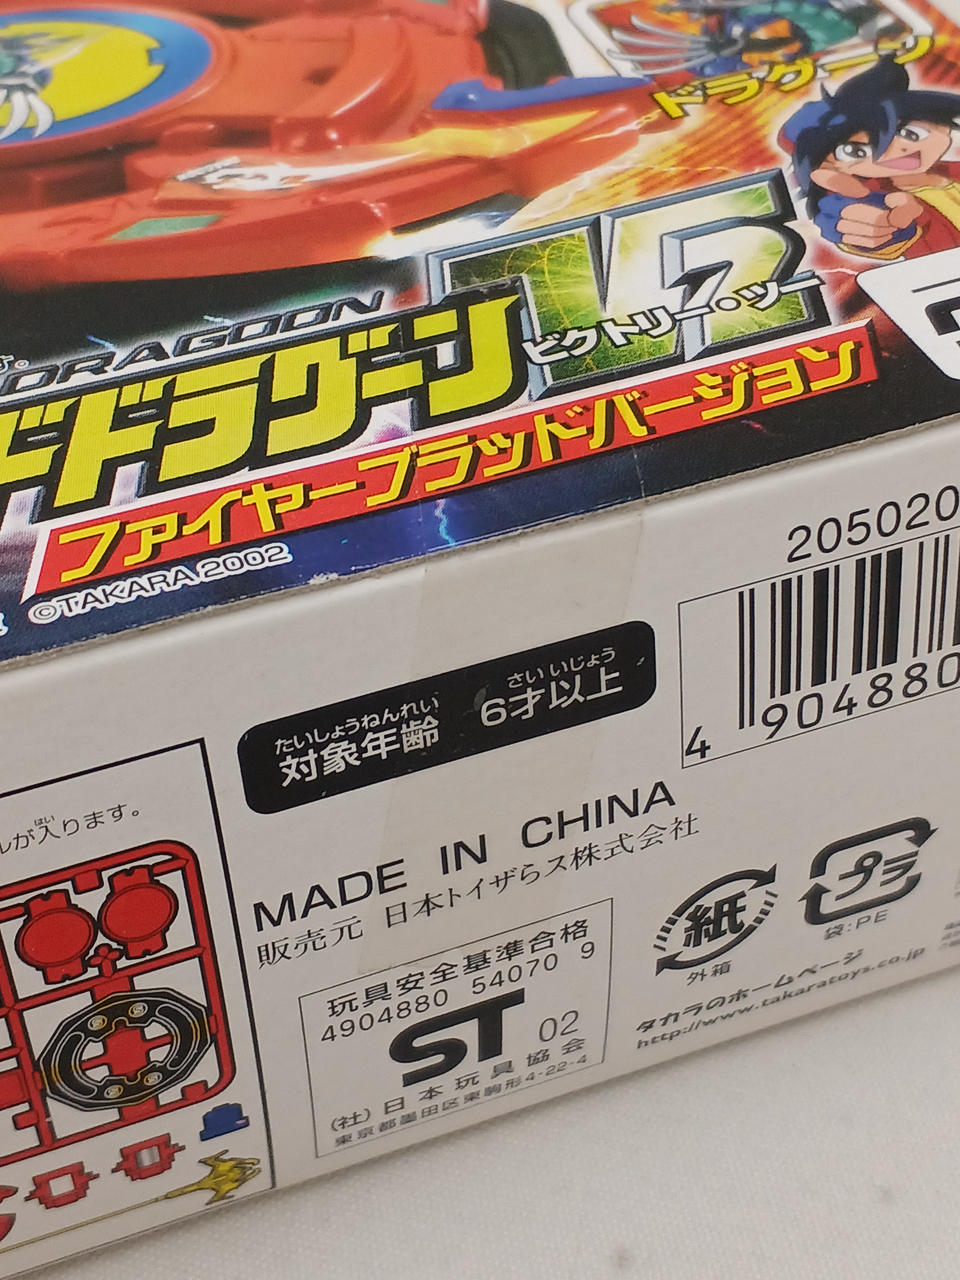 ドラグーン
DRAGOON
V2
ビクトリー・ツー
ドドラグーン
ファイヤーブラッドバージョン
©TAKARA 2002
205020
4 904880
たいしょうねんれい さい いじょう
対象年齢 6才以上
はい
が入ります。
MADE IN CHINA
販売元 日本トイザらス株式会社
紙
外箱
プラ
袋:PE
玩具安全基準合格
4904880 54070 9
ST 02
(社)日本玩具協会
東京都墨田区東駒形4-22-4
タカラのホームページ
http://www.takaratoys.co.jp